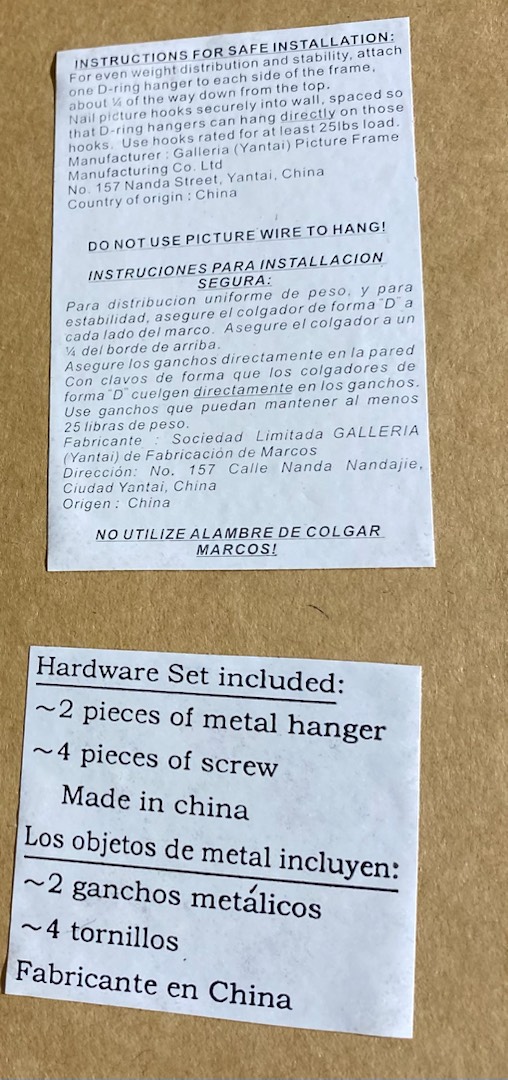 INSTRUCTIONS FOR SAFE INSTALLATION:
For even weight distribution and stability, attach
one D-ring hanger to each side of the frame,
about ¼ of the way down from the top.
Nail picture hooks securely into wall, spaced so
that D-ring hangers can hang directly on those
hooks. Use hooks rated for at least 25lbs load.
Manufacturer : Galleria (Yantai) Picture Frame
Manufacturing Co. Ltd
No. 157 Nanda Street, Yantai, China
Country of origin : China
DO NOT USE PICTURE WIRE TO HANG!
INSTRUCIONES PARA INSTALLACION
SEGURA:
Para distribucion uniforme de peso, y para
estabilidad, asegure el colgador de forma ¨D¨ a
cada lado del marco. Asegure el colgador a un
¼ del borde de arriba.
Asegure los ganchos directamente en la pared
Con clavos de forma que los colgadores de
forma ¨D¨ cuelgen directamente en los ganchos.
Use ganchos que puedan mantener al menos
25 libras de peso.
Fabricante : Sociedad Limitada GALLERIA
(Yantai) de Fabricación de Marcos
Dirección: No. 157 Calle Nanda Nandajie,
Ciudad Yantai, China
Origen : China
NO UTILIZE ALAMBRE DE COLGAR
MARCOS!
Hardware Set included:
~2 pieces of metal hanger
~4 pieces of screw
Made in china
Los objetos de metal incluyen:
~2 ganchos metálicos
~4 tornillos
Fabricante en China